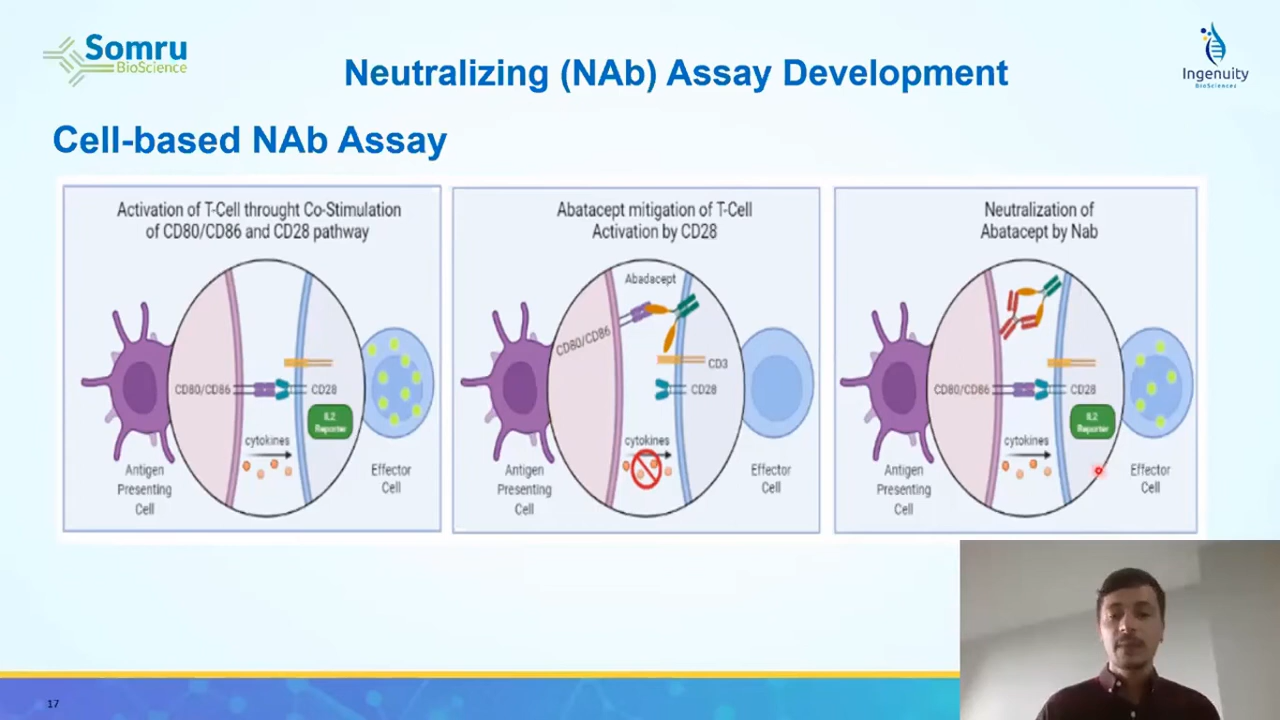 Somru
BioScience
Neutralizing (NAb) Assay Development
Ingenuity
BioSciences
Cell-based NAb Assay
Activation of T-Cell throught Co-Stimulation
of CD80/CD86 and CD28 pathway
CD80/CD86
CD28
IL2
Reporter
cytokines
Antigen
Presenting
Cell
Effector
Cell
Abatacept mitigation of T-Cell
Activation by CD28
Abadacept
CD80/CD86
CD3
CD28
cytokines
Antigen
Presenting
Cell
Effector
Cell
Neutralization of
Abatacept by Nab
CD80/CD86
CD28
IL2
Reporter
cytokines
Antigen
Presenting
Cell
Effector
Cell
17